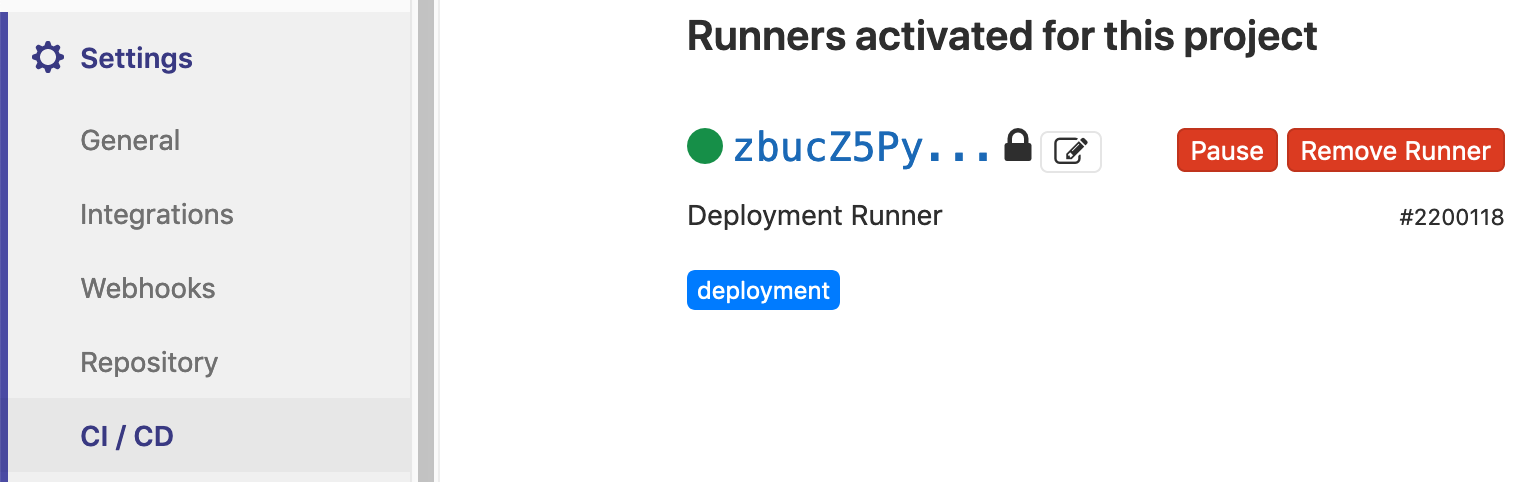 Settings
General
Integrations
Webhooks
Repository
CI / CD
Runners activated for this project
zbucZ5Py...
Pause
Remove Runner
Deployment Runner
#2200118
deployment